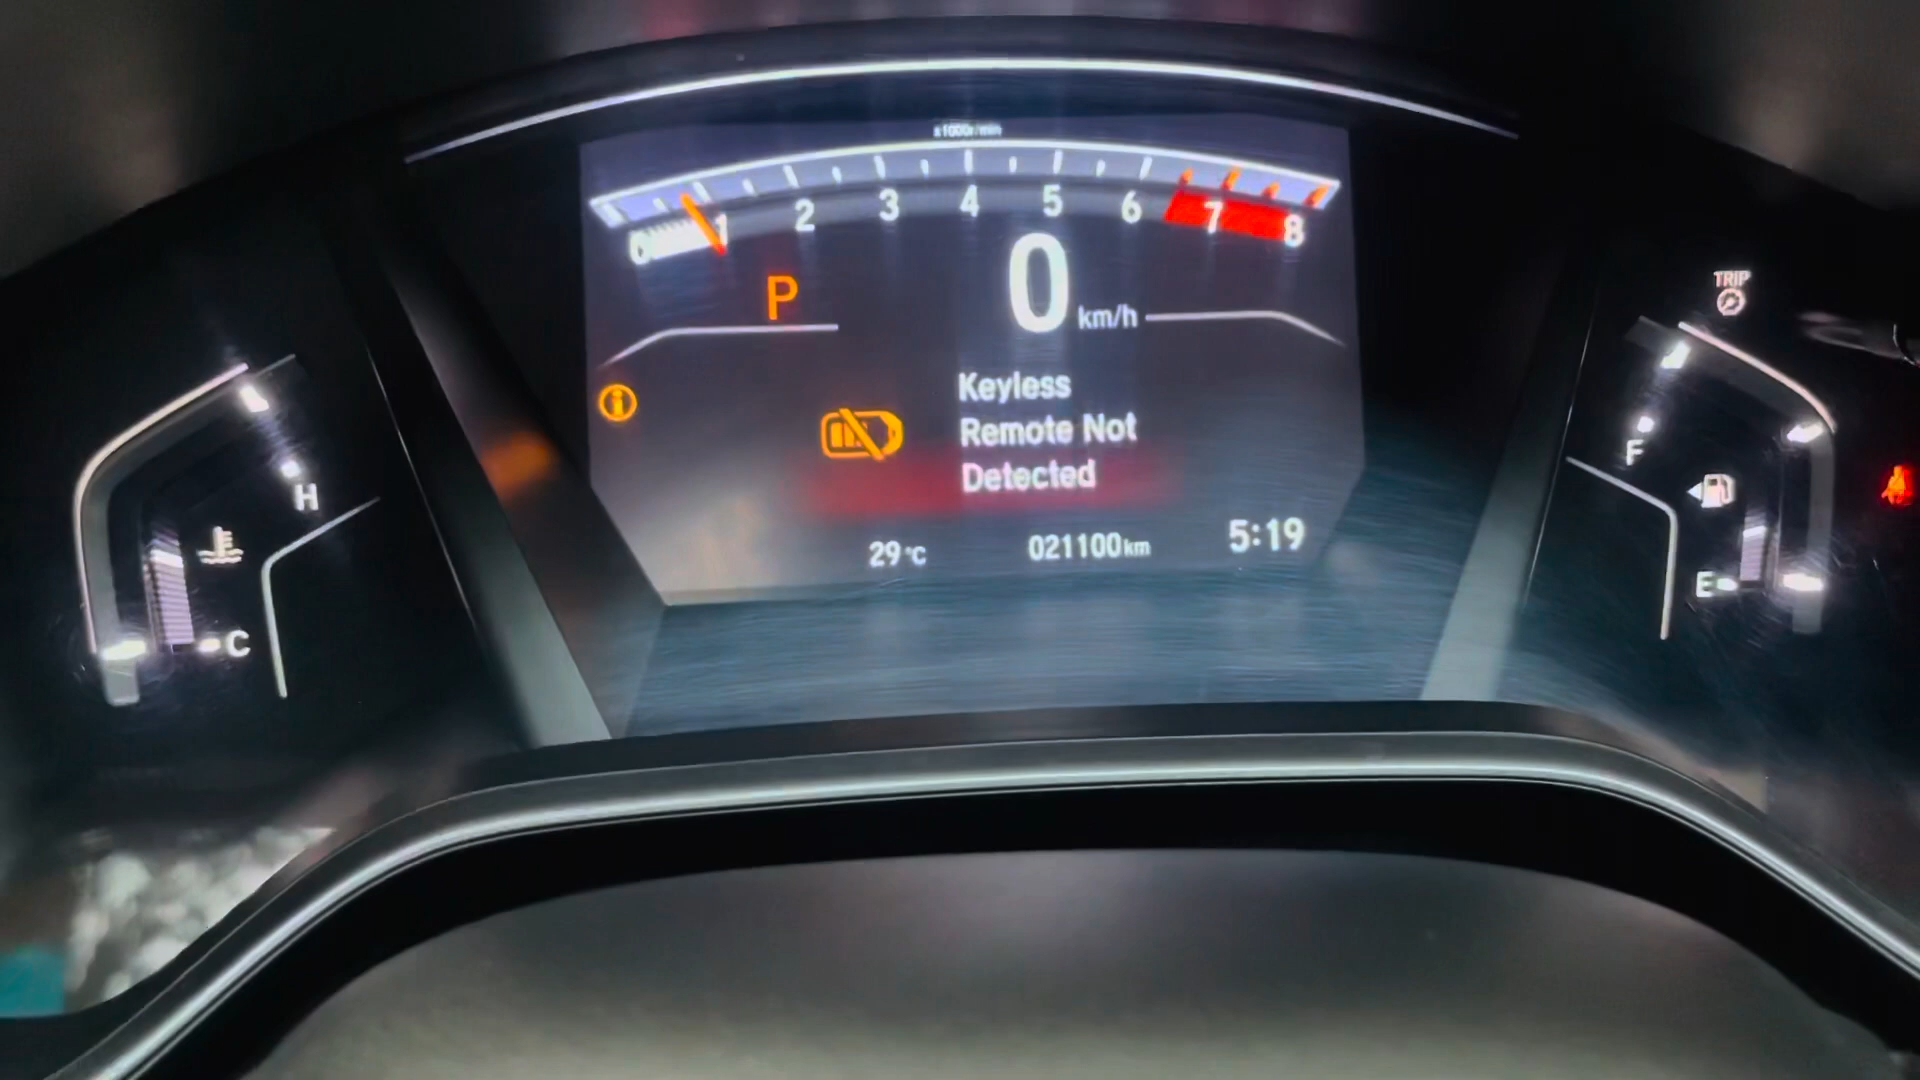 x1000r/min
0 1 2 3 4 5 6 7 8
P
0 km/h
TRIP
Keyless
Remote Not
Detected
H
F
29°C
021100km
5:19
C
E